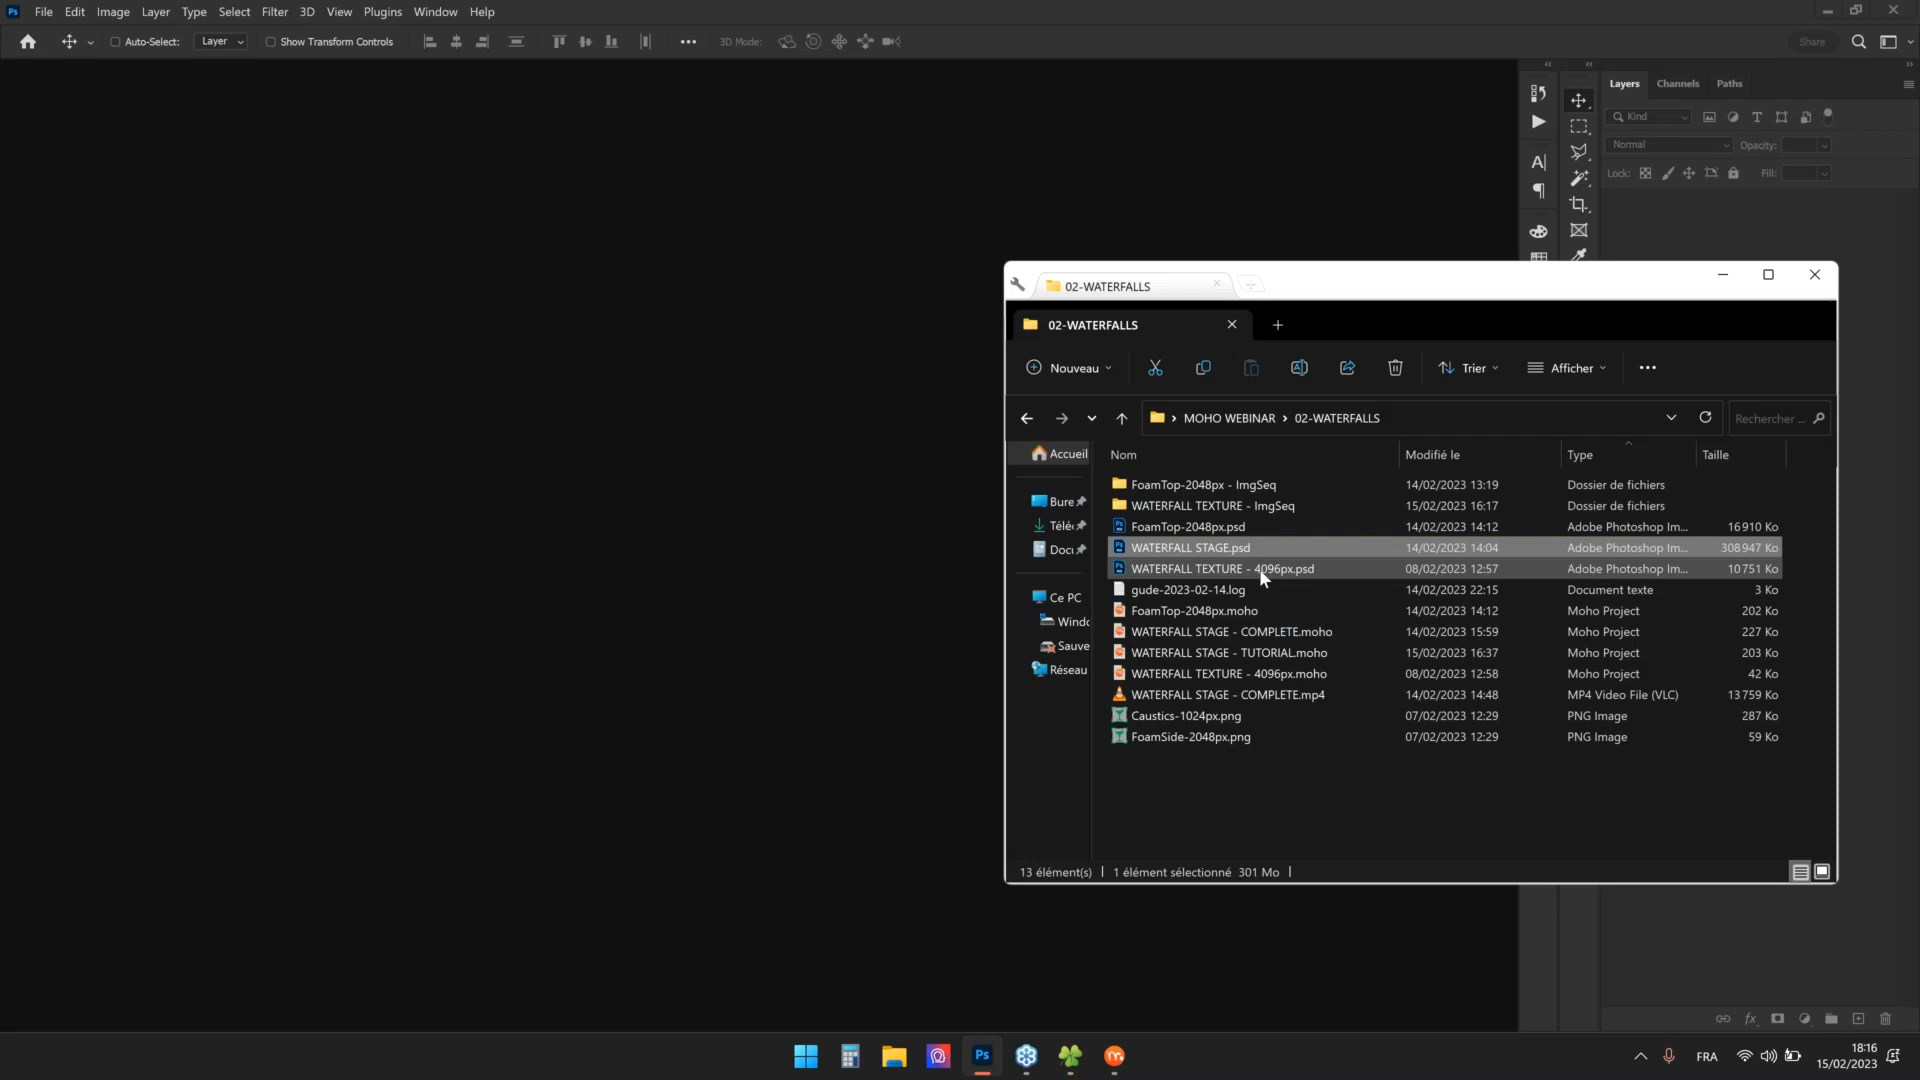 Ps File Edit Image Layer Type Select Filter 3D View Plugins Window Help
Auto-Select: Layer Show Transform Controls 3D Mode: Share
Layers Channels Paths
Kind
Normal Opacity:
Lock: Fill:
02-WATERFALLS
02-WATERFALLS
Nouveau Trier Afficher
MOHO WEBINAR 02-WATERFALLS Rechercher ...
Accueil
Bure
Téléc
Docu
Ce PC
Windo
Sauve
Réseau
Nom Modifié le Type Taille
FoamTop-2048px - ImgSeq 14/02/2023 13:19 Dossier de fichiers
WATERFALL TEXTURE - ImgSeq 15/02/2023 16:17 Dossier de fichiers
FoamTop-2048px.psd 14/02/2023 14:12 Adobe Photoshop Im... 16 910 Ko
WATERFALL STAGE.psd 14/02/2023 14:04 Adobe Photoshop Im... 308 947 Ko
WATERFALL TEXTURE - 4096px.psd 08/02/2023 12:57 Adobe Photoshop Im... 10 751 Ko
gude-2023-02-14.log 14/02/2023 22:15 Document texte 3 Ko
FoamTop-2048px.moho 14/02/2023 14:12 Moho Project 202 Ko
WATERFALL STAGE - COMPLETE.moho 14/02/2023 15:59 Moho Project 227 Ko
WATERFALL STAGE - TUTORIAL.moho 15/02/2023 16:37 Moho Project 203 Ko
WATERFALL TEXTURE - 4096px.moho 08/02/2023 12:58 Moho Project 42 Ko
WATERFALL STAGE - COMPLETE.mp4 14/02/2023 14:48 MP4 Video File (VLC) 13 759 Ko
Caustics-1024px.png 07/02/2023 12:29 PNG Image 287 Ko
FoamSide-2048px.png 07/02/2023 12:29 PNG Image 59 Ko
13 élément(s) 1 élément sélectionné 301 Mo
fx
Ps
FRA
18:16
15/02/2023